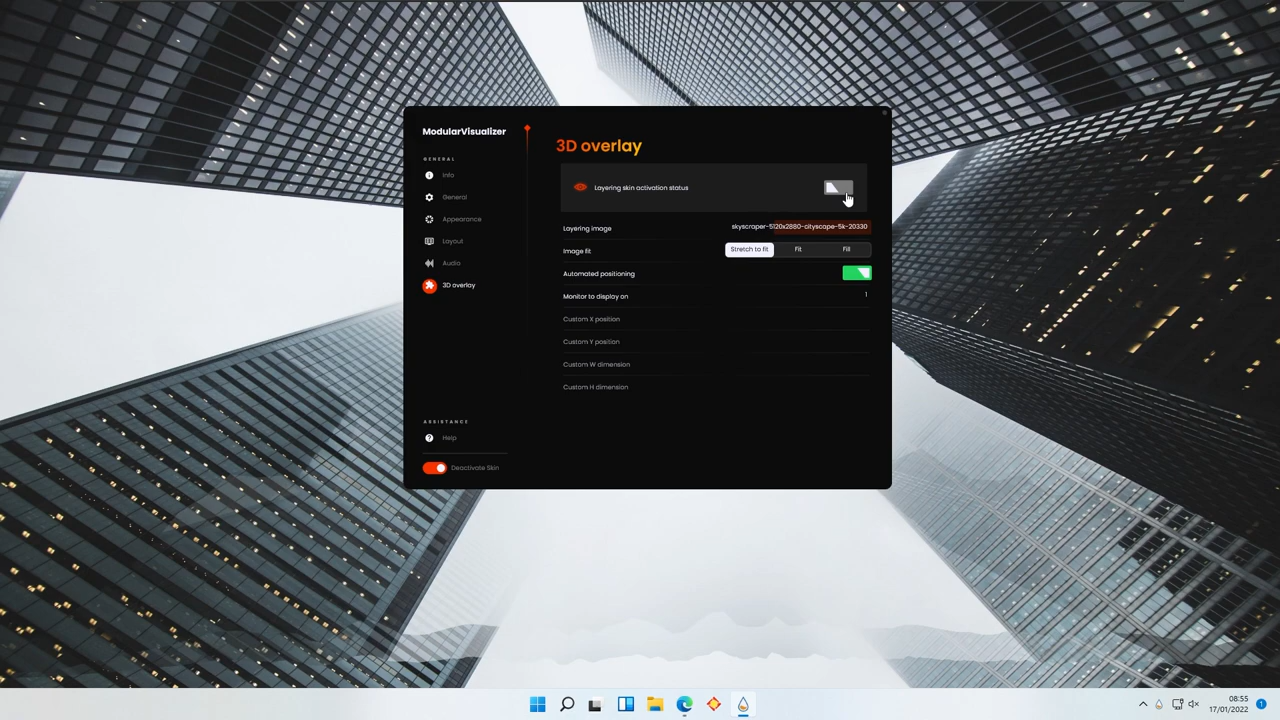 ModularVisualizer
GENERAL
Info
General
Appearance
Layout
Audio
3D overlay
ASSISTANCE
Help
Deactivate Skin
3D overlay
Layering skin activation status
Layering image skyscraper-5120x2880-cityscape-5k-20330
Image fit Stretch to fit Fit Fill
Automated positioning
Monitor to display on 1
Custom X position
Custom Y position
Custom W dimension
Custom H dimension
08:55
17/01/2022 1